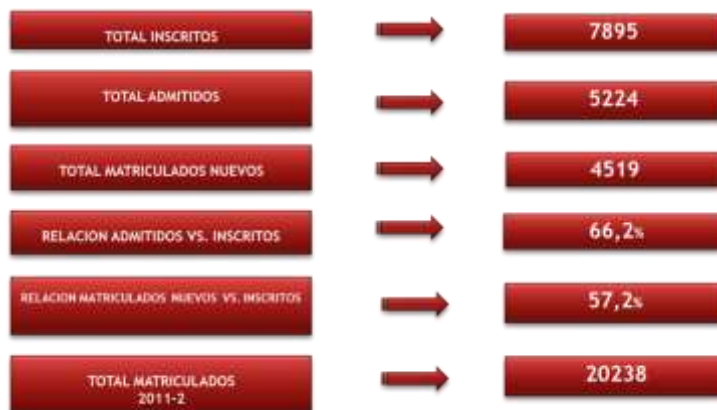 TOTAL INSCRITOS
7895
TOTAL ADMITIDOS
5224
TOTAL MATRICULADOS NUEVOS
4519
RELACION ADMITIDOS VS. INSCRITOS
66,2%
RELACION MATRICULADOS NUEVOS VS. INSCRITOS
57,2%
TOTAL MATRICULADOS
2011-2
20238